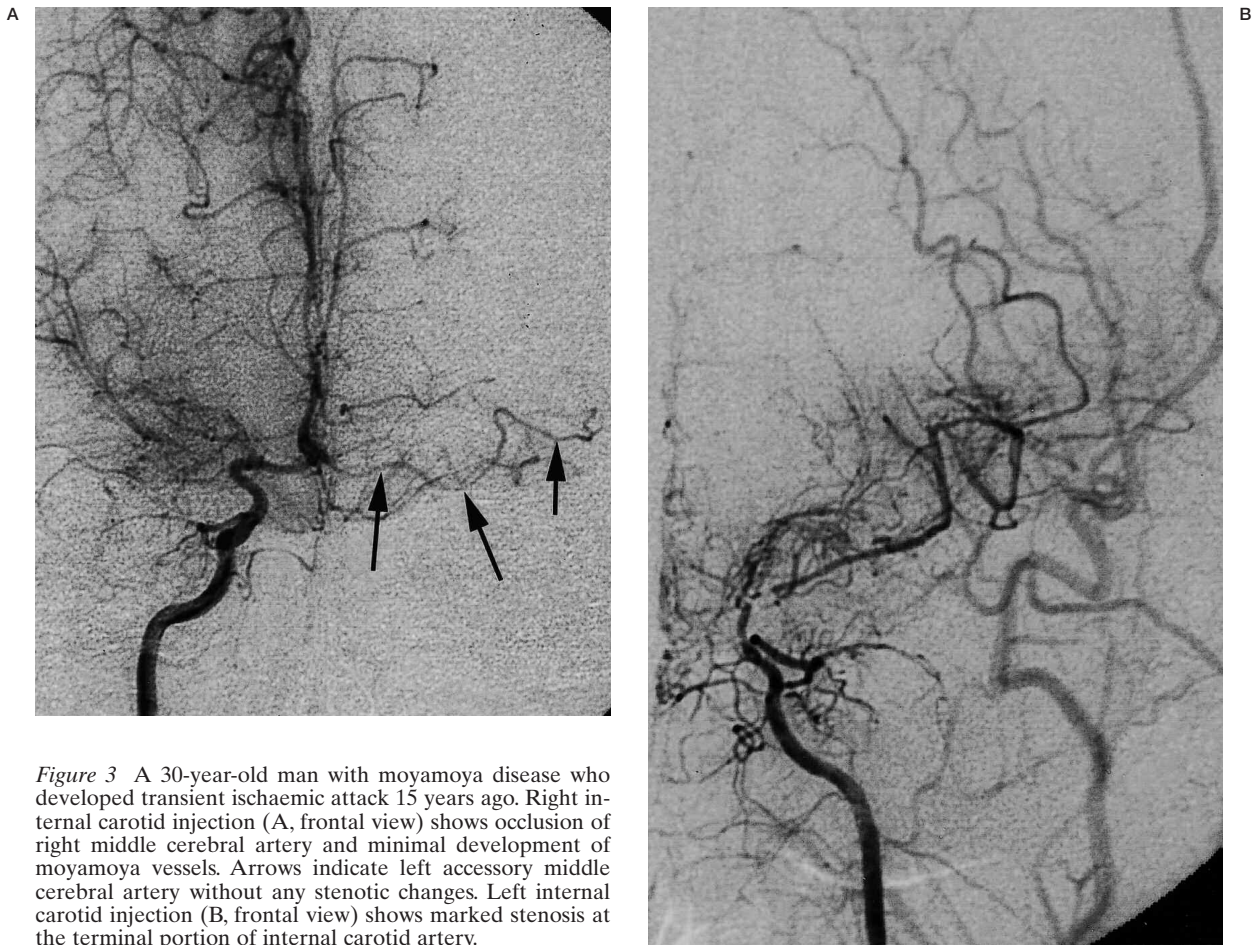 A
B
Figure 3 A 30-year-old man with moyamoya disease who
developed transient ischaemic attack 15 years ago. Right in-
ternal carotid injection (A, frontal view) shows occlusion of
right middle cerebral artery and minimal development of
moyamoya vessels. Arrows indicate left accessory middle
cerebral artery without any stenotic changes. Left internal
carotid injection (B, frontal view) shows marked stenosis at
the terminal portion of internal carotid artery.